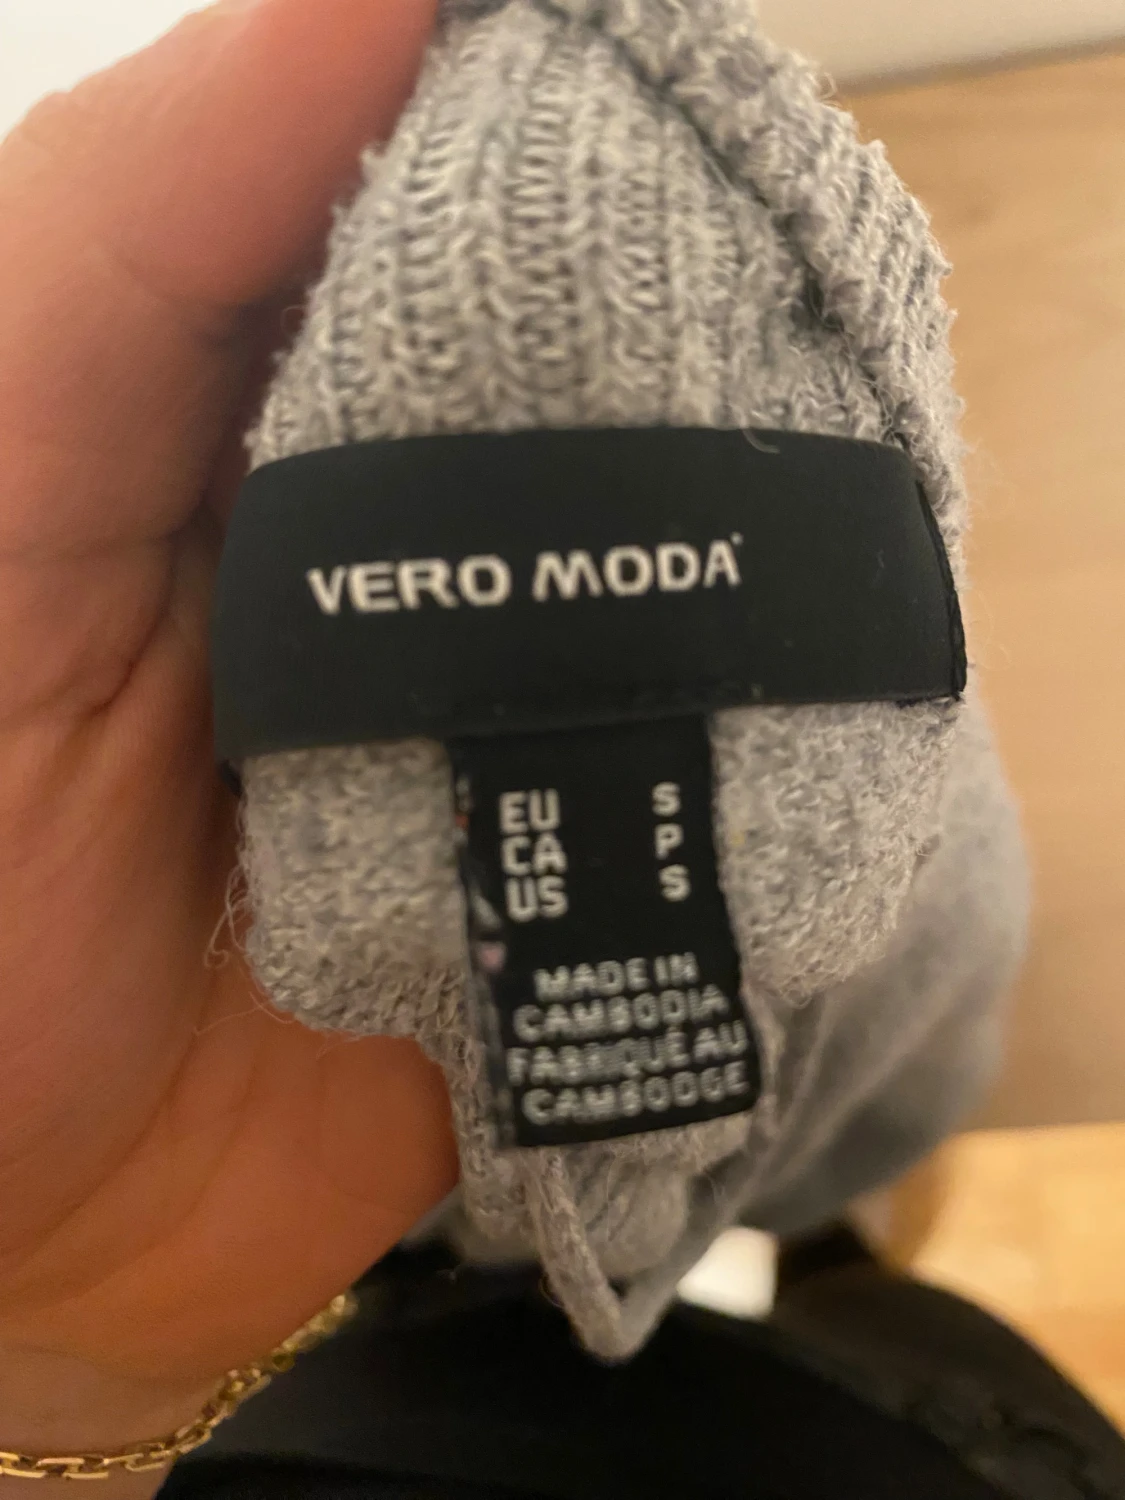 VERO MODA
EU S
CA P
US S
MADE IN
CAMBODIA
FABRIQUÉ AU
CAMBODGE